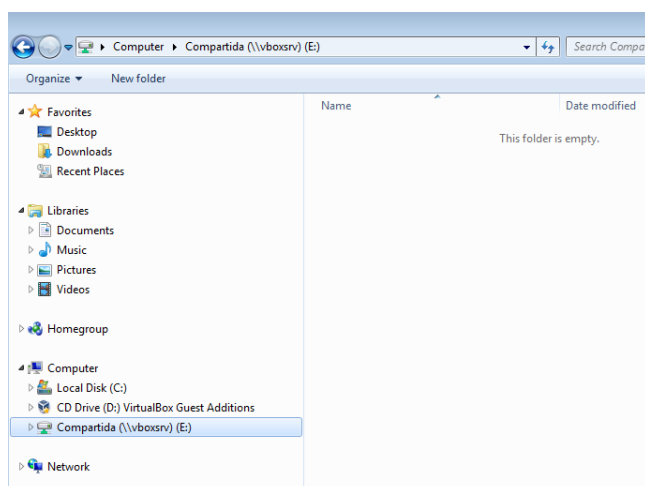 Computer Compartida (\\vboxsrv) (E:)
Search Compa
Organize New folder
Name Date modified
This folder is empty.
Favorites
Desktop
Downloads
Recent Places
Libraries
Documents
Music
Pictures
Videos
Homegroup
Computer
Local Disk (C:)
CD Drive (D:) VirtualBox Guest Additions
Compartida (\\vboxsrv) (E:)
Network